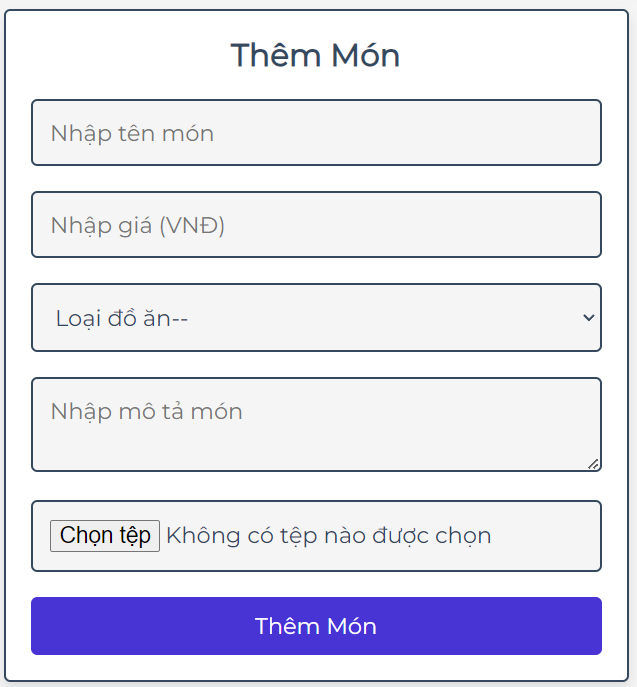 Thêm Món
Nhập tên món
Nhập giá (VNĐ)
Loại đồ ăn--
Nhập mô tả món
Chọn tệp Không có tệp nào được chọn
Thêm Món